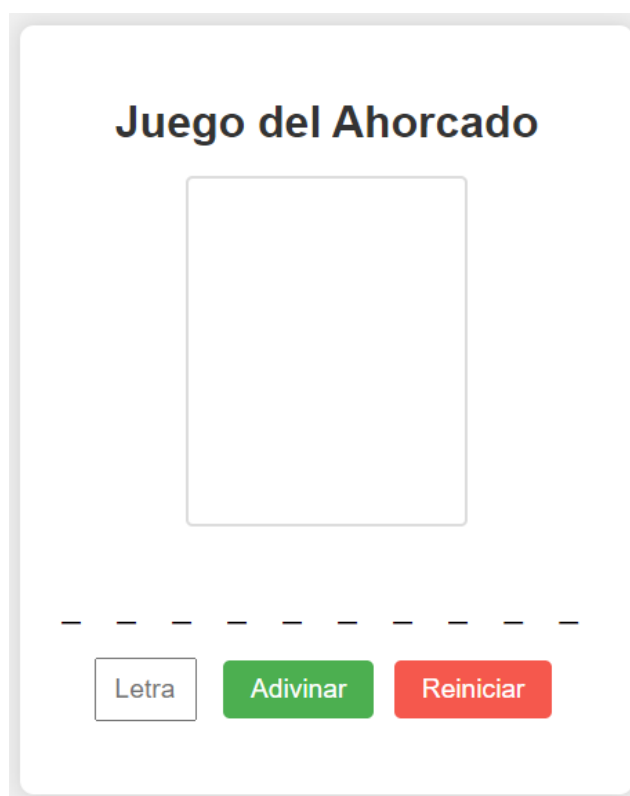 Juego del Ahorcado
_ _ _ _ _ _ _ _ _ _
Letra Adivinar Reiniciar